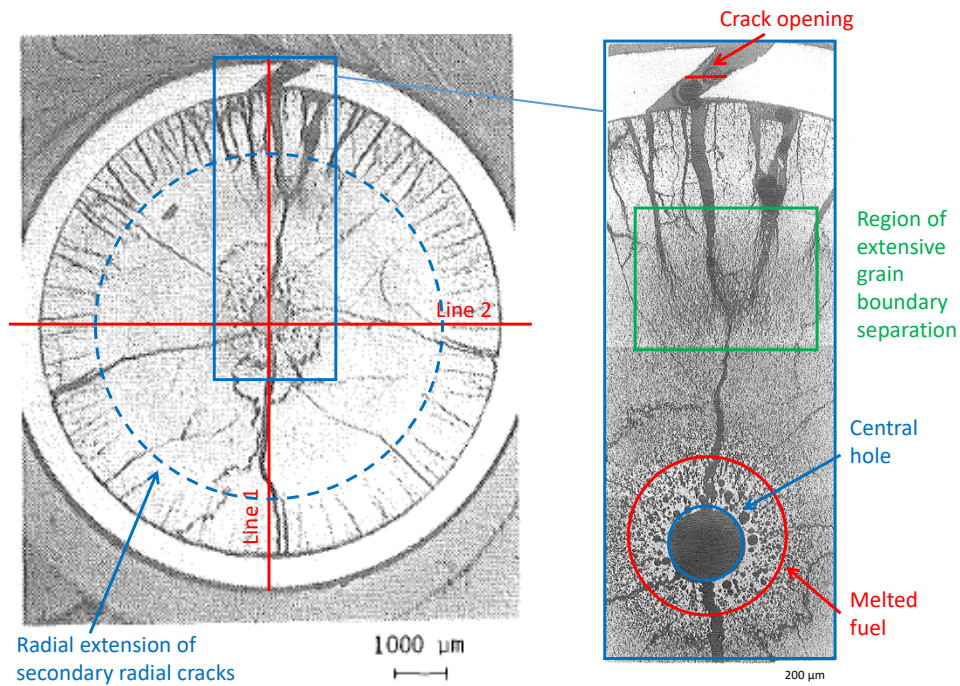 Crack opening
Line 2
Line 1
Region of
extensive
grain
boundary
separation
Central
hole
Melted
fuel
Radial extension of
secondary radial cracks
1000 µm
200 µm